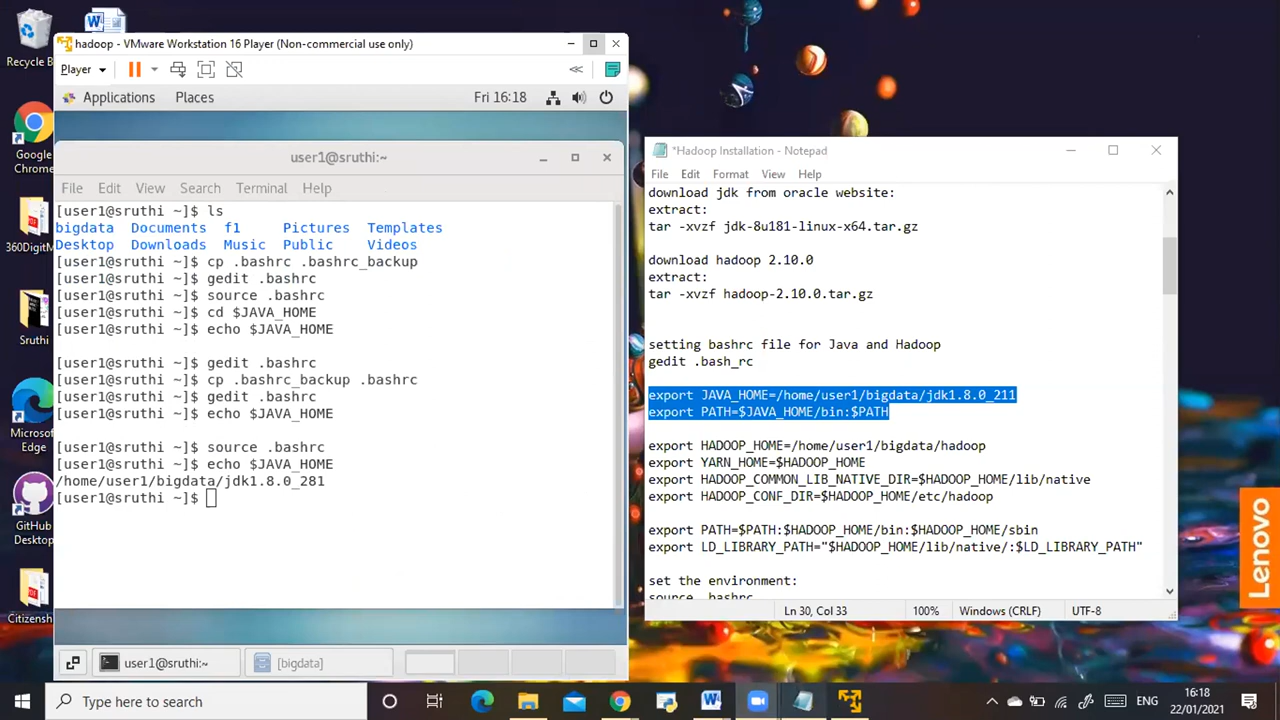 Recycle B
hadoop - VMware Workstation 16 Player (Non-commercial use only)
Player
Applications Places Fri 16:18
Google
Chrome
user1@sruthi:~
File Edit View Search Terminal Help
[user1@sruthi ~]$ ls
bigdata Documents f1 Pictures Templates
Desktop Downloads Music Public Videos
[user1@sruthi ~]$ cp .bashrc .bashrc_backup
[user1@sruthi ~]$ gedit .bashrc
[user1@sruthi ~]$ source .bashrc
[user1@sruthi ~]$ cd $JAVA_HOME
[user1@sruthi ~]$ echo $JAVA_HOME
[user1@sruthi ~]$ gedit .bashrc
[user1@sruthi ~]$ cp .bashrc_backup .bashrc
[user1@sruthi ~]$ gedit .bashrc
[user1@sruthi ~]$ echo $JAVA_HOME
[user1@sruthi ~]$ source .bashrc
[user1@sruthi ~]$ echo $JAVA_HOME
/home/user1/bigdata/jdk1.8.0_281
[user1@sruthi ~]$
360DigitM
Sruthi
Microsoft
Edge
GitHub
Desktop
Citizensh
user1@sruthi:~ [bigdata]
*Hadoop Installation - Notepad
File Edit Format View Help
download jdk from oracle website:
extract:
tar -xvzf jdk-8u181-linux-x64.tar.gz
download hadoop 2.10.0
extract:
tar -xvzf hadoop-2.10.0.tar.gz
setting bashrc file for Java and Hadoop
gedit .bash_rc
export JAVA_HOME=/home/user1/bigdata/jdk1.8.0_211
export PATH=$JAVA_HOME/bin:$PATH
export HADOOP_HOME=/home/user1/bigdata/hadoop
export YARN_HOME=$HADOOP_HOME
export HADOOP_COMMON_LIB_NATIVE_DIR=$HADOOP_HOME/lib/native
export HADOOP_CONF_DIR=$HADOOP_HOME/etc/hadoop
export PATH=$PATH:$HADOOP_HOME/bin:$HADOOP_HOME/sbin
export LD_LIBRARY_PATH="$HADOOP_HOME/lib/native/:$LD_LIBRARY_PATH"
set the environment:
source .bashrc
Ln 30, Col 33 100% Windows (CRLF) UTF-8
Lenovo
Type here to search
ENG
16:18
22/01/2021